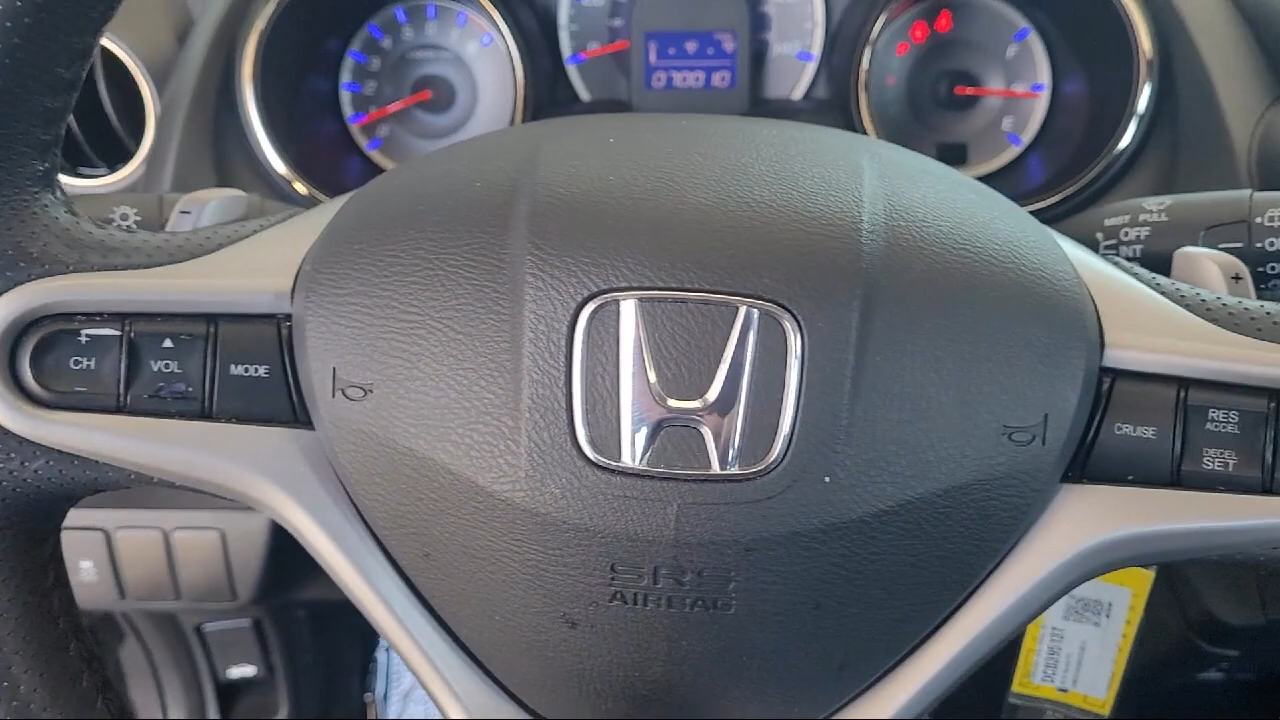 F
E
070010
MIST PULL
OFF
INT
-
+
+
CH
-
VOL
MODE
CRUISE
RES
ACCEL
DECEL
SET
SRS
AIRBAG